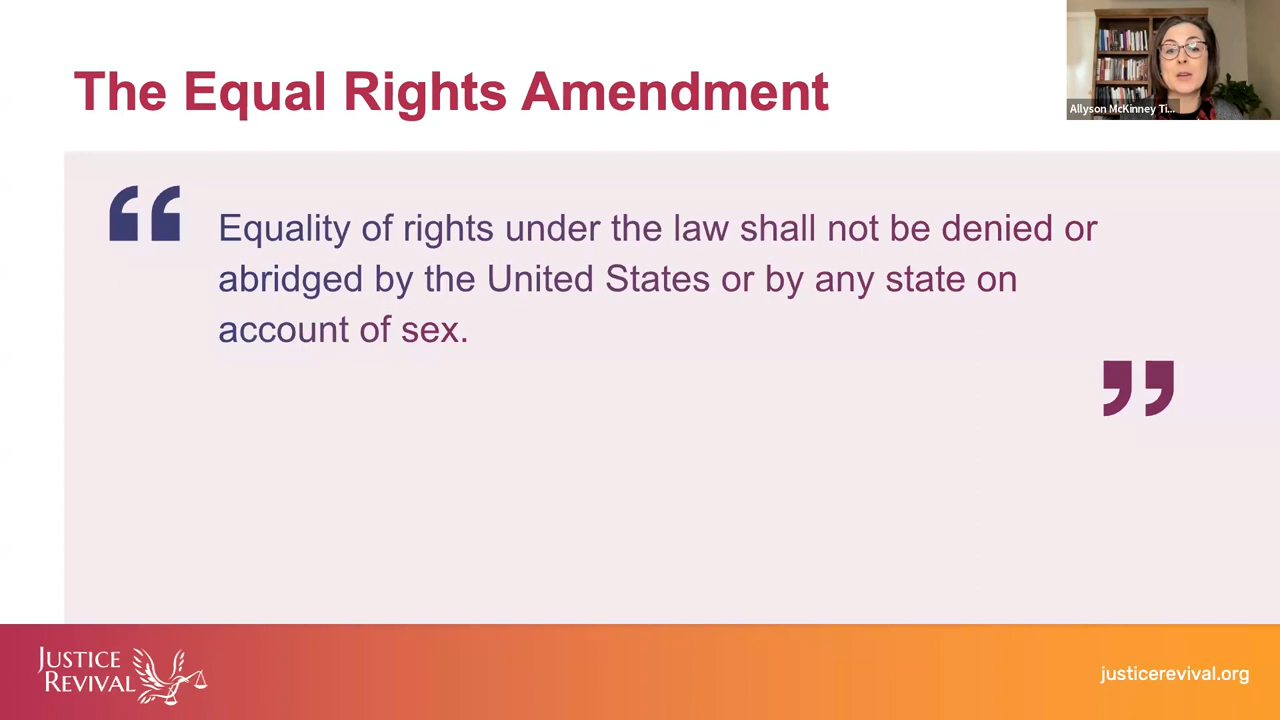 The Equal Rights Amendment
Allyson McKinney Ti...
“
Equality of rights under the law shall not be denied or
abridged by the United States or by any state on
account of sex.
”
JUSTICE
REVIVAL
justicerevival.org